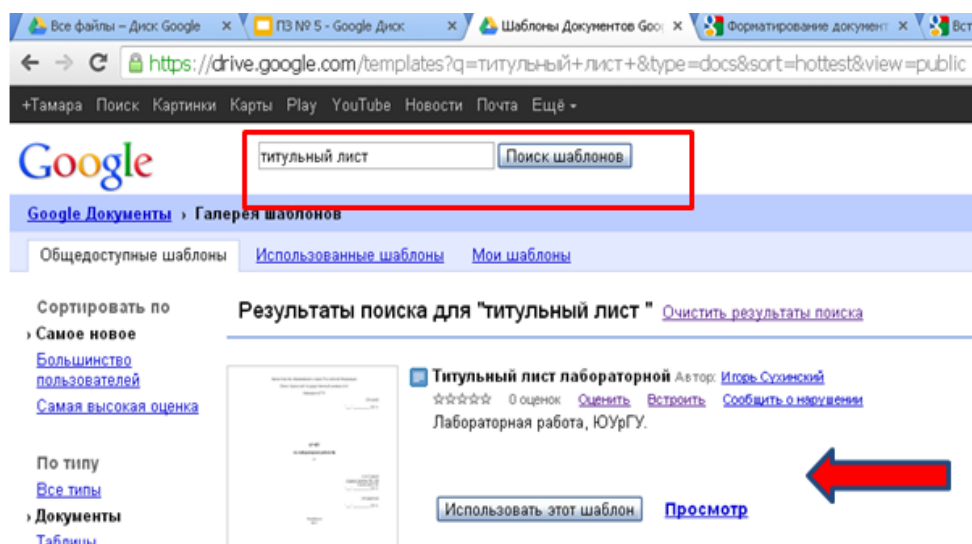 Все файлы – Диск Google × ПЗ № 5 - Google Диск × Шаблоны Документов Goo × Форматирование документ × Вст
https://drive.google.com/templates?q=титульный+лист+&type=docs&sort=hottest&view=public
+Тамара Поиск Картинки Карты Play YouTube Новости Почта Ещё
Google титульный лист Поиск шаблонов
Google Документы › Галерея шаблонов
Общедоступные шаблоны Использованные шаблоны Мои шаблоны
Сортировать по
› Самое новое
Большинство пользователей
Самая высокая оценка
По типу
Все типы
› Документы
Таблицы
Результаты поиска для "титульный лист " Очистить результаты поиска
Титульный лист лабораторной Автор: Игорь Сухинский
0 оценок Оценить Встроить Сообщить о нарушении
Лабораторная работа, ЮУрГУ.
Использовать этот шаблон Просмотр